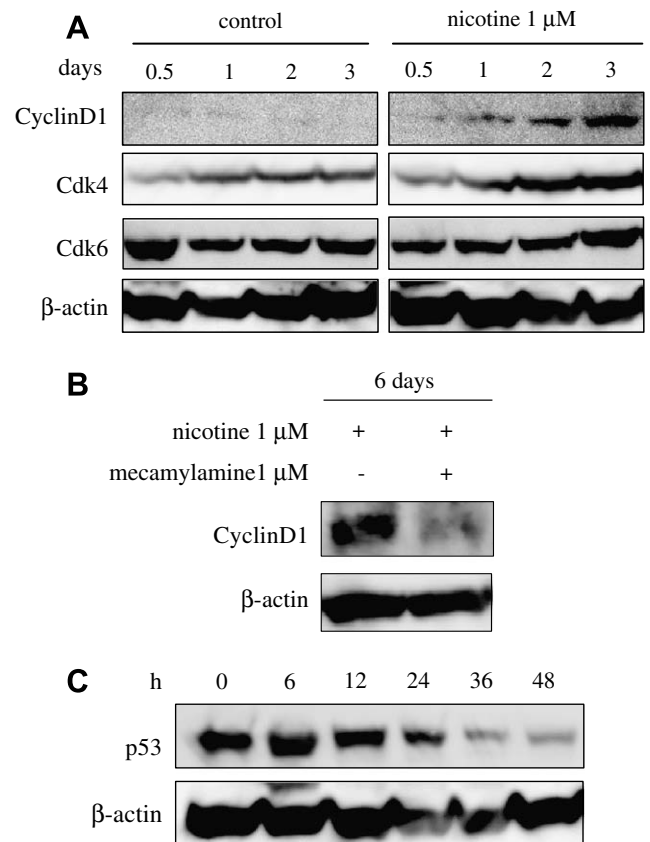 A
control
nicotine 1 μM
days
0.5 1 2 3
0.5 1 2 3
CyclinD1
Cdk4
Cdk6
β-actin
B
6 days
nicotine 1 μM + +
mecamylamine1 μM - +
CyclinD1
β-actin
C
h 0 6 12 24 36 48
p53
β-actin